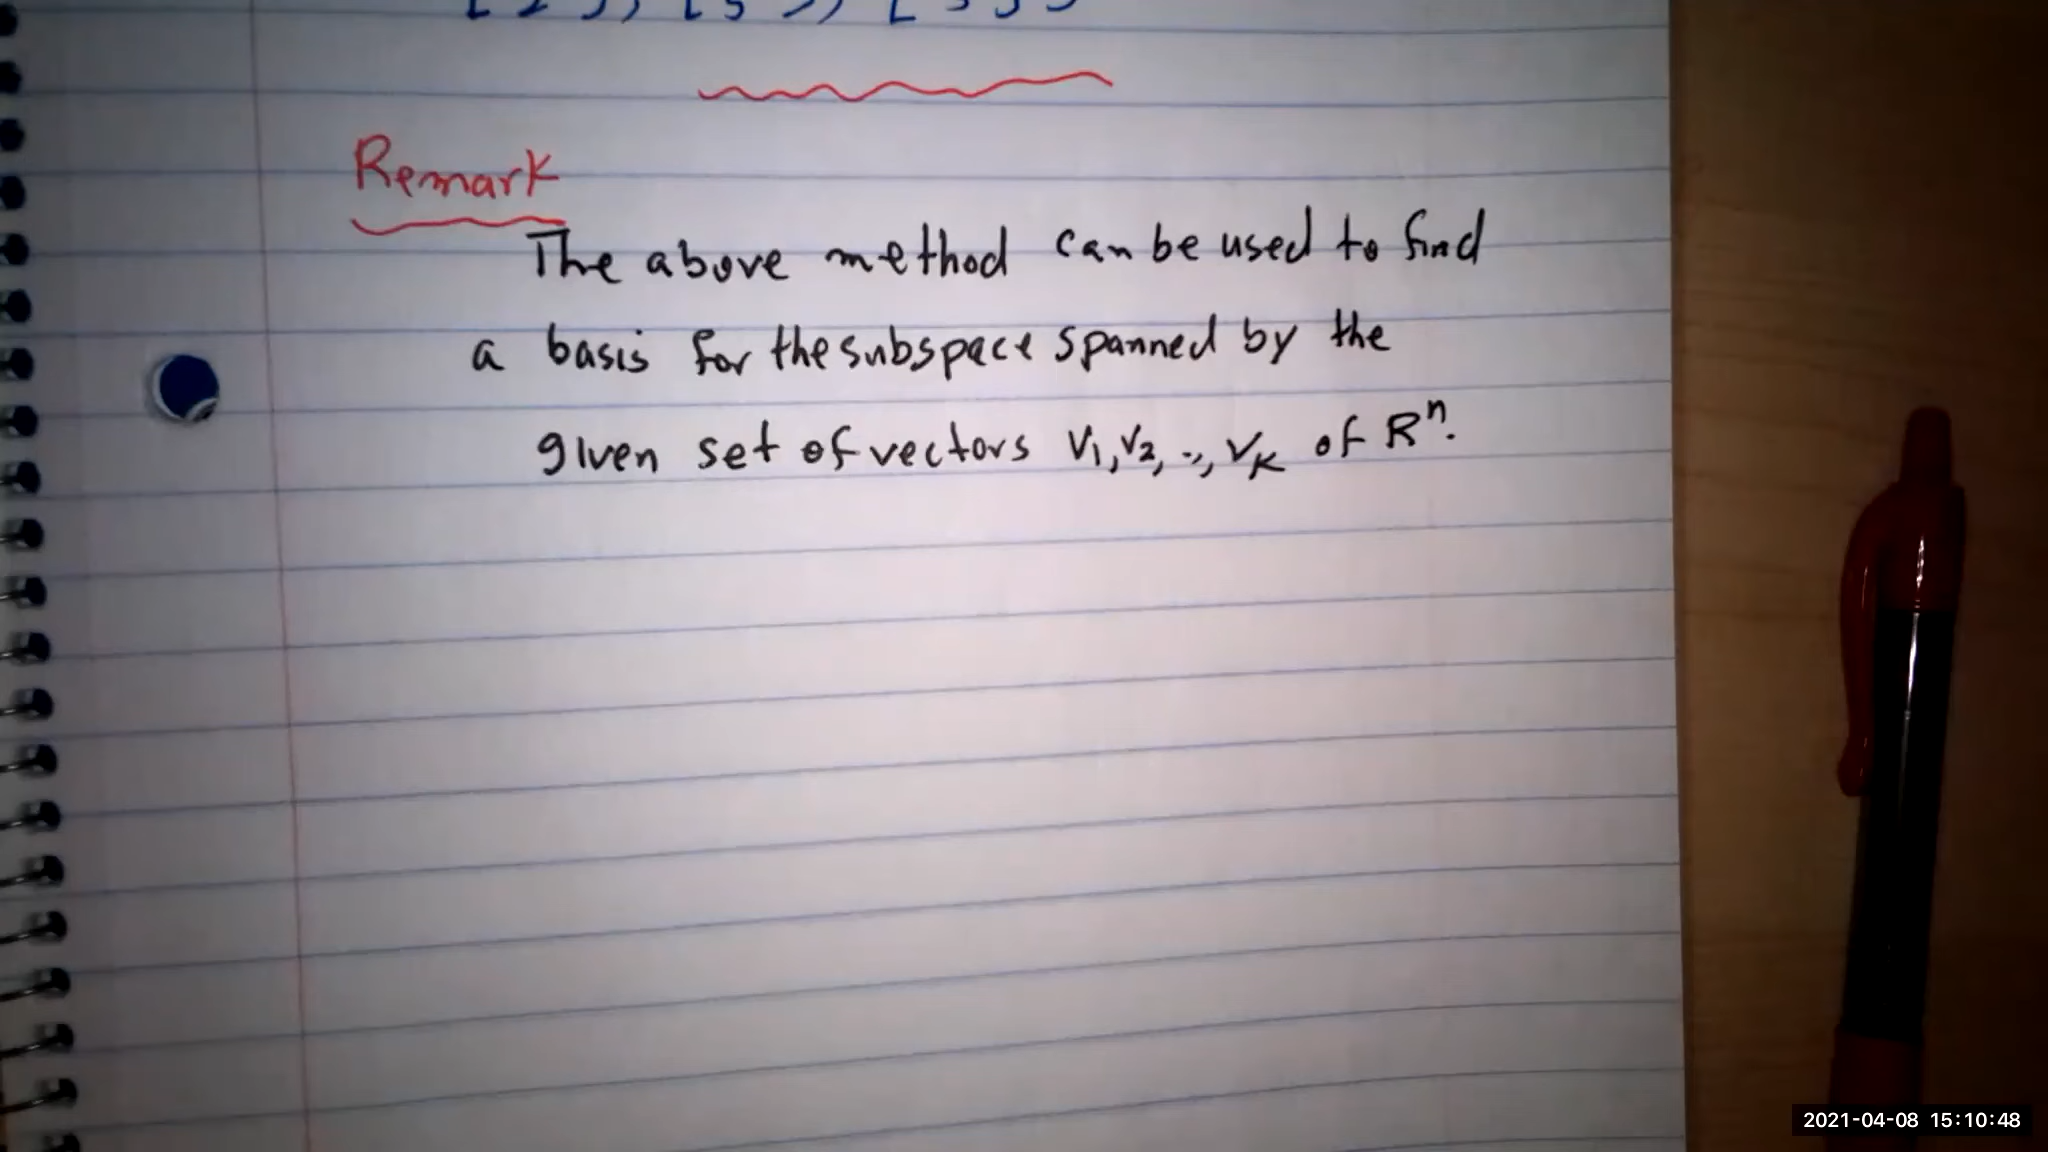 Remark
The above method can be used to find
a basis for the subspace spanned by the
given set of vectors V1, V2, .., VK of R^n.
2021-04-08 15:10:48